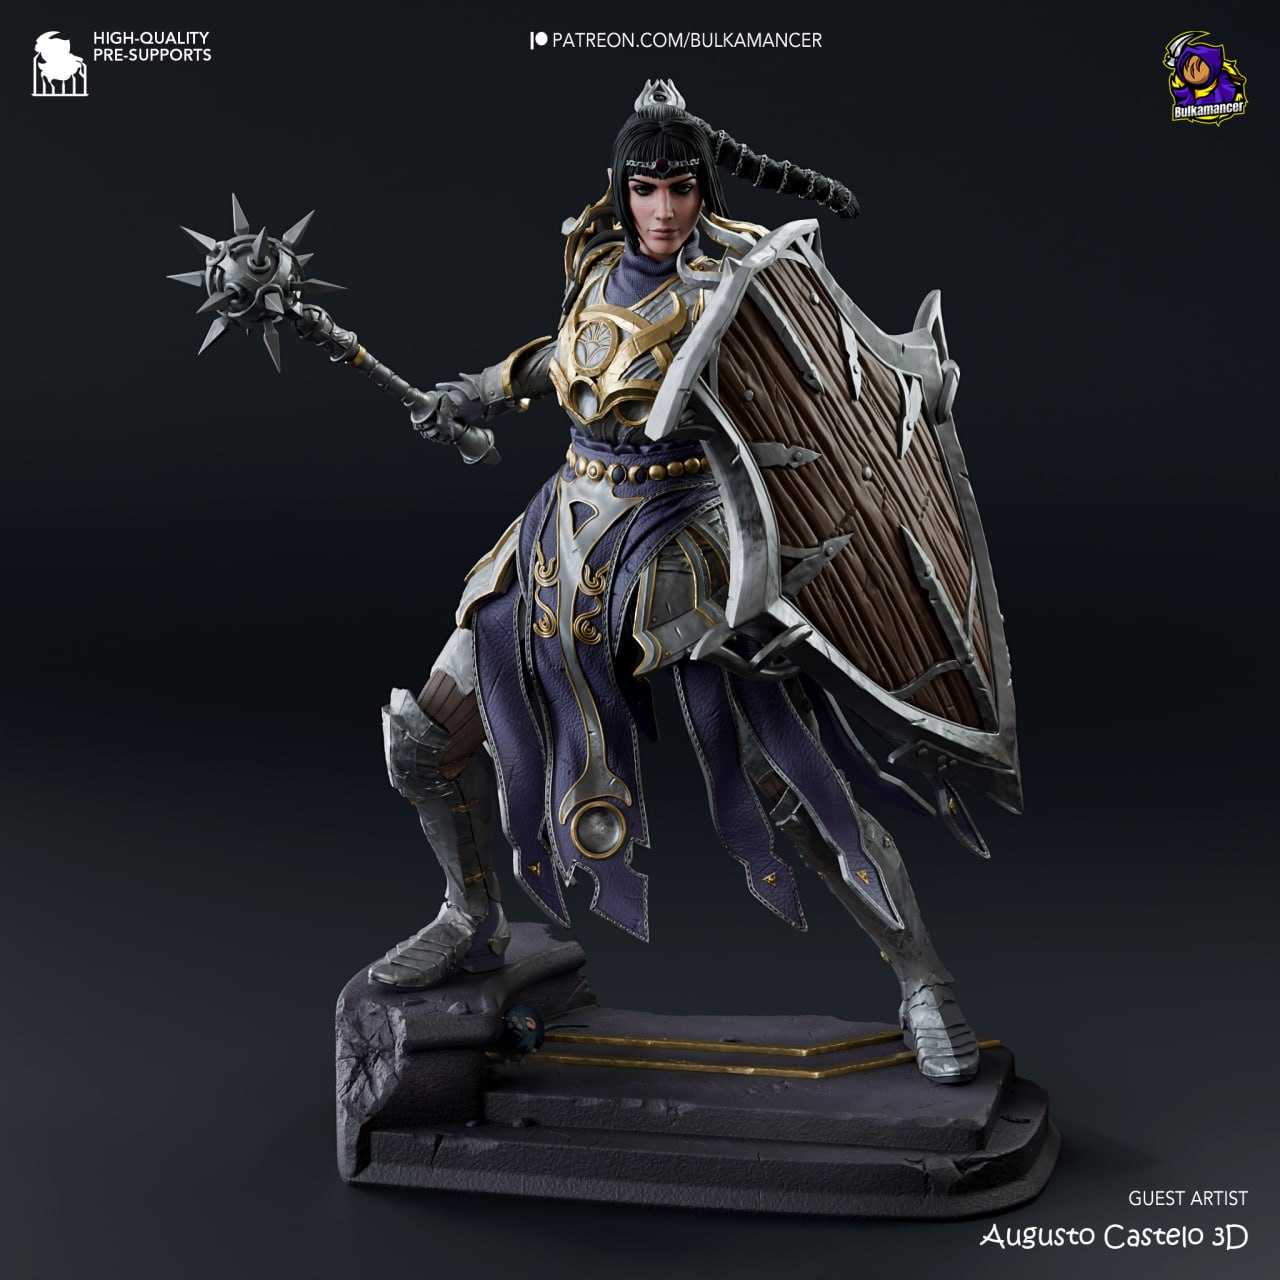 HIGH-QUALITY
PRE-SUPPORTS
PATREON.COM/BULKAMANCER
Bulkamancer
GUEST ARTIST
Augusto Castelo 3D